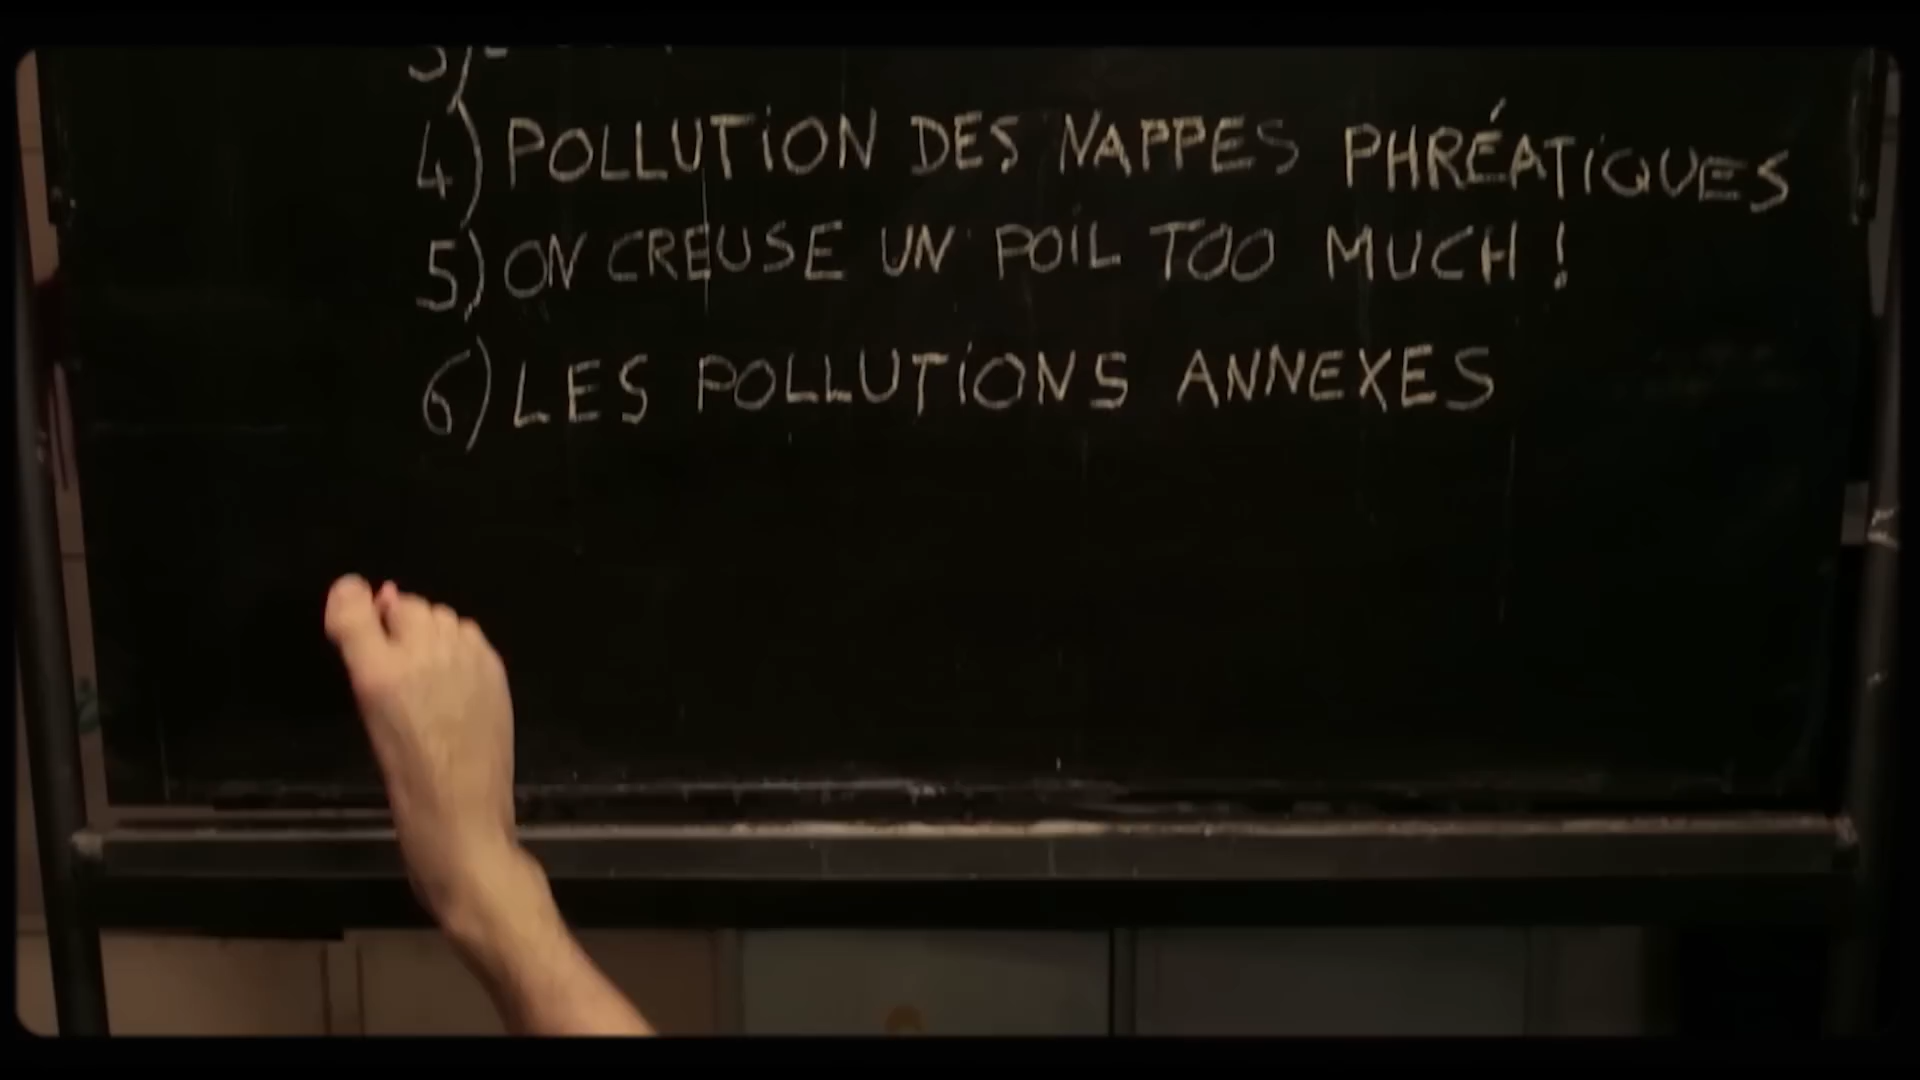 4) POLLUTiON DES NAPPES PHRÉATiQUES
5) ON CREUSE UN POiL TOO MUCH !
6) LES POLLUTiONS ANNEXES